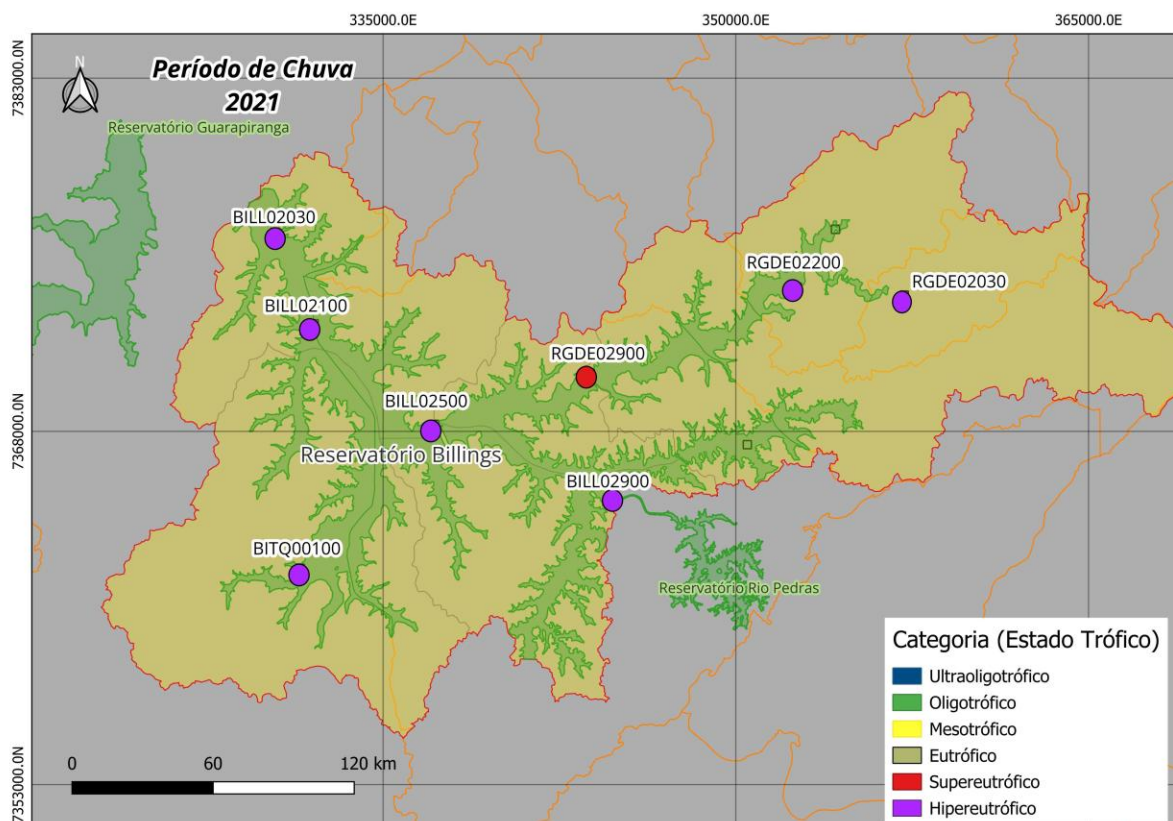 335000.0E
350000.0E
365000.0E
7383000.0N
N
Período de Chuva
2021
Reservatório Guarapiranga
BILL02030
RGDE02200
RGDE02030
BILL02100
RGDE02900
BILL02500
7368000.0N
Reservatório Billings
BILL02900
BITQ00100
Reservatório Rio Pedras
Categoria (Estado Trófico)
Ultraoligotrófico
Oligotrófico
Mesotrófico
Eutrófico
Supereutrófico
Hipereutrófico
0
60
120 km
7353000.0N